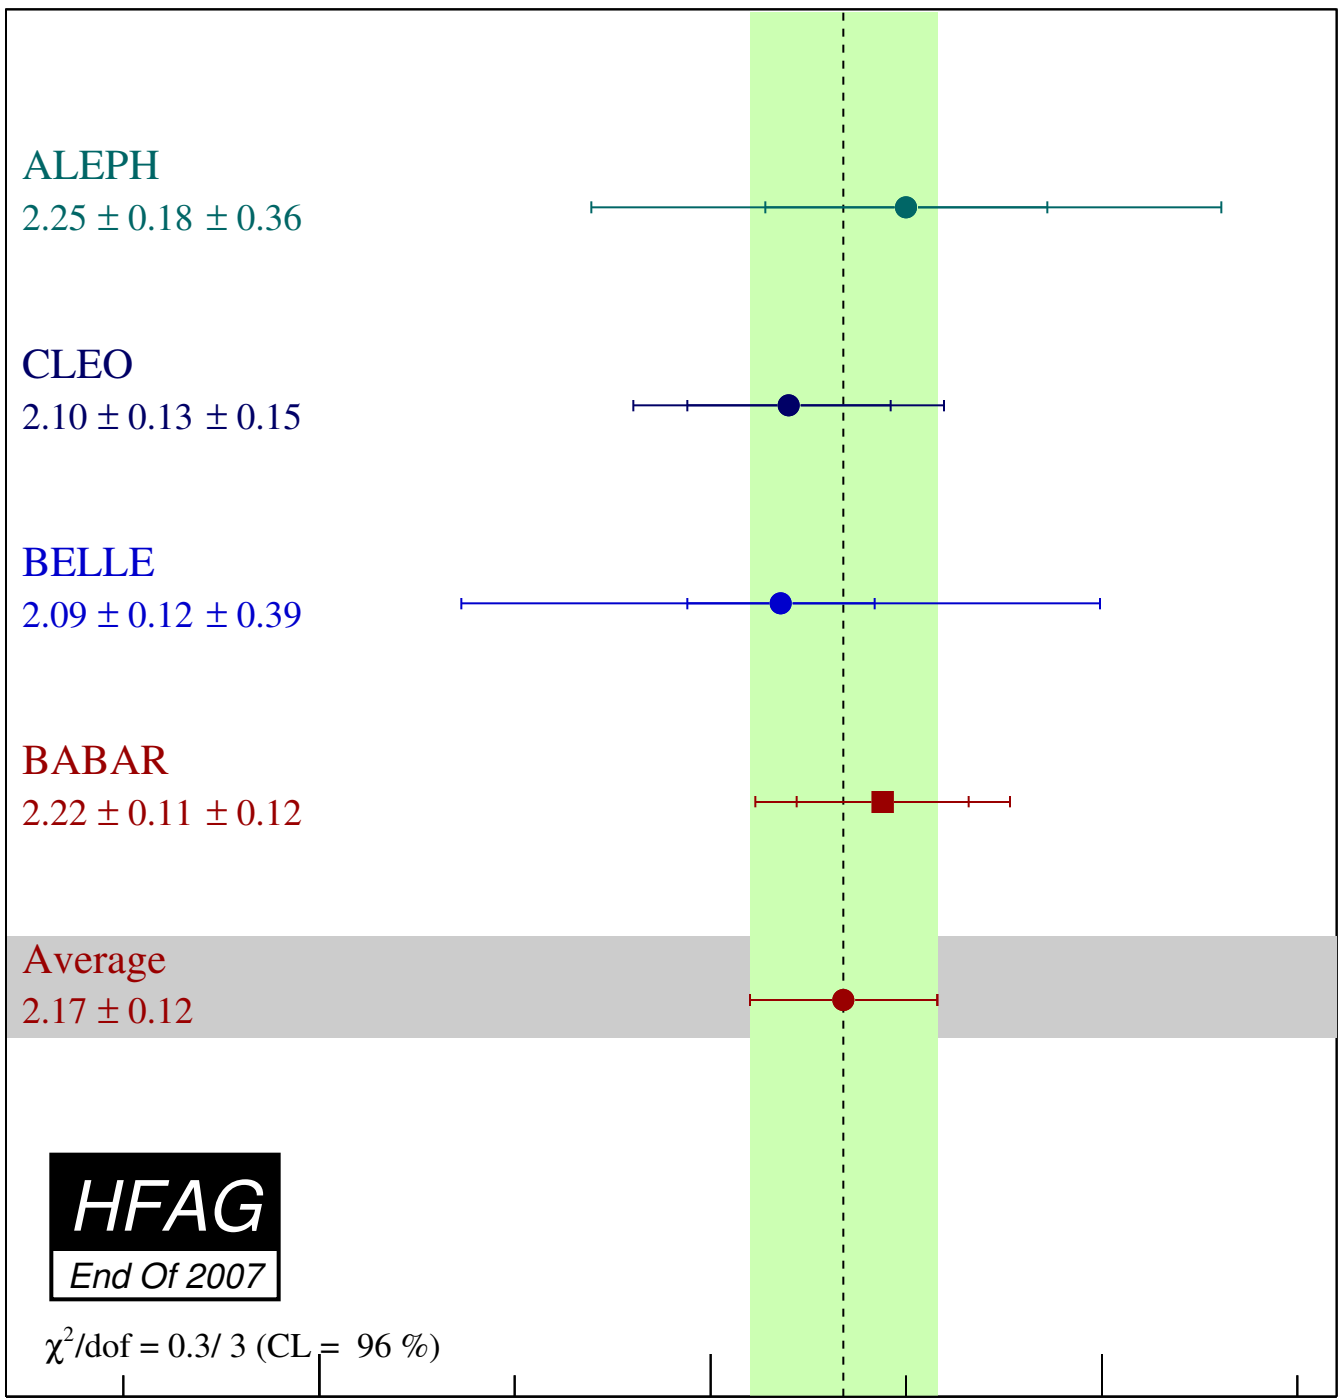 ALEPH
2.25 ± 0.18 ± 0.36
CLEO
2.10 ± 0.13 ± 0.15
BELLE
2.09 ± 0.12 ± 0.39
BABAR
2.22 ± 0.11 ± 0.12
Average
2.17 ± 0.12
HFAG
End Of 2007
χ²/dof = 0.3/ 3 (CL = 96 %)